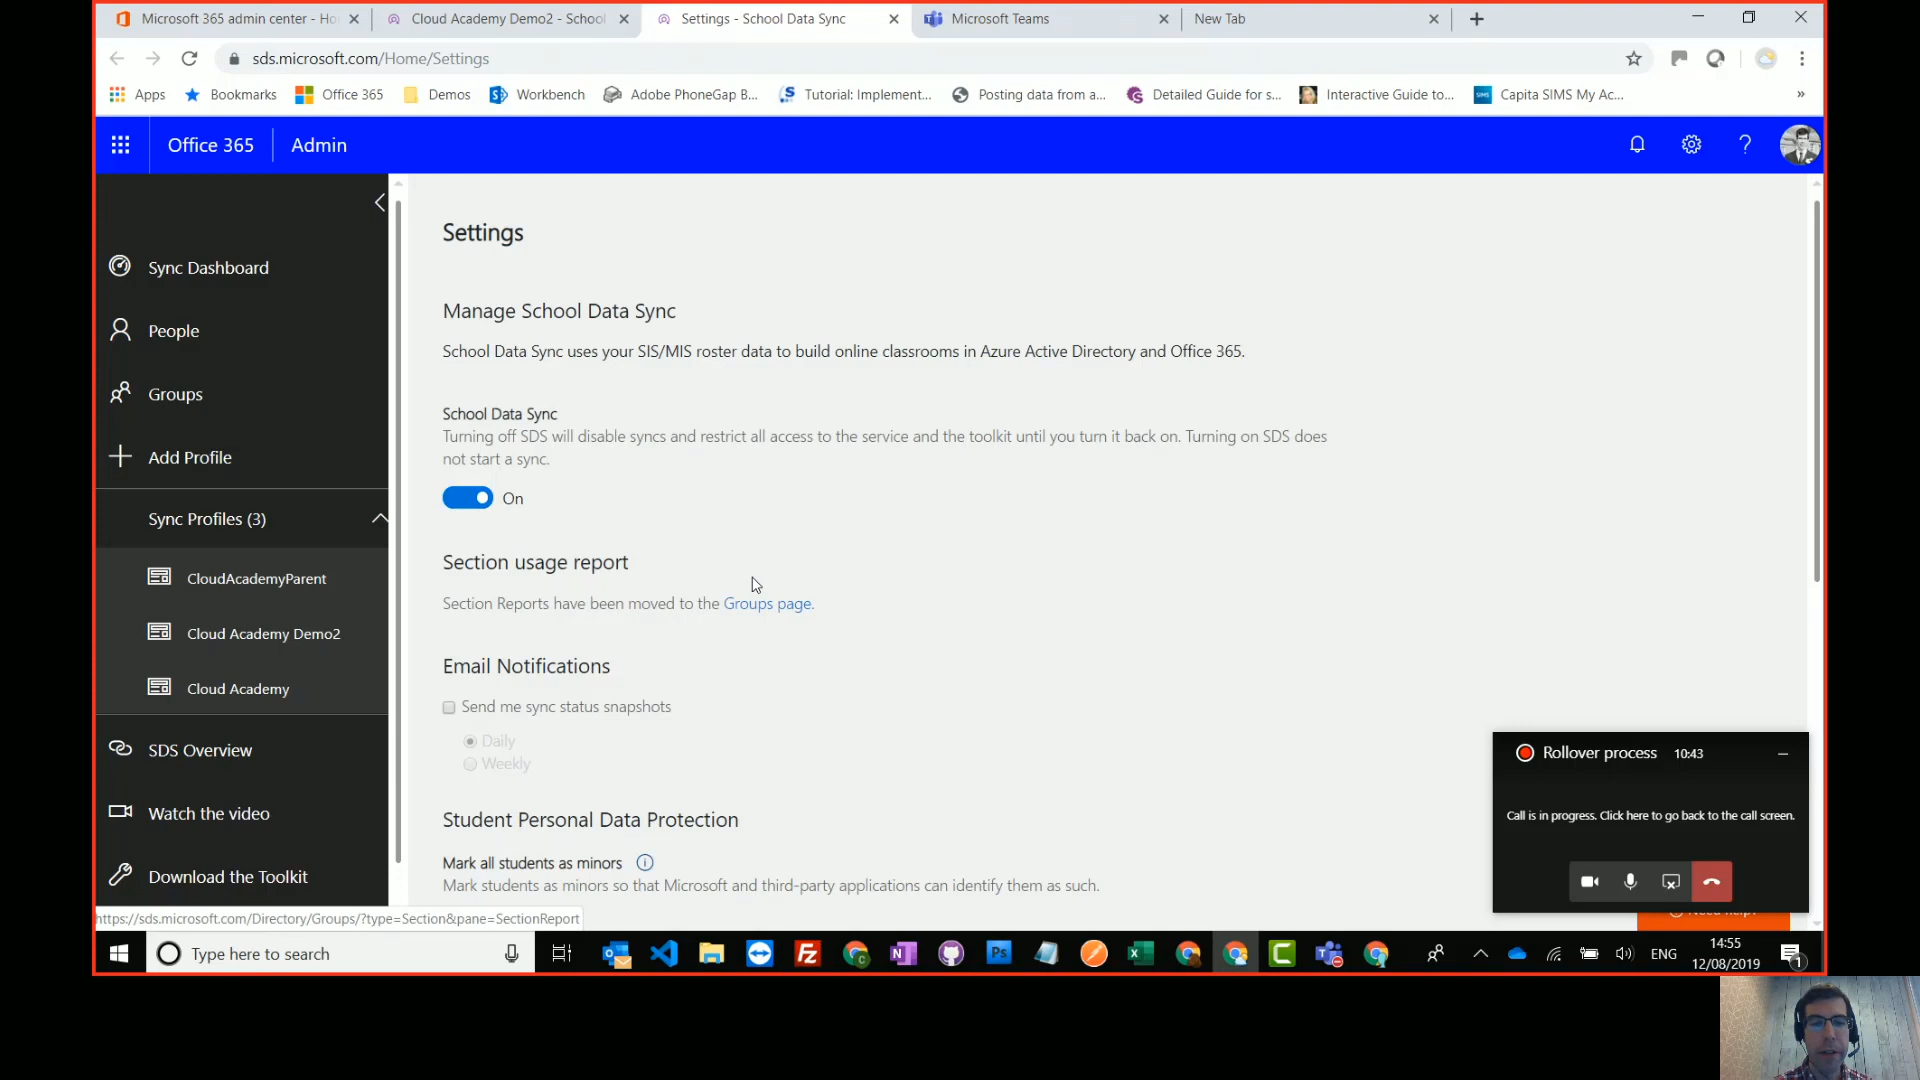 Microsoft 365 admin center - Ho
Cloud Academy Demo2 - School
Settings - School Data Sync
Microsoft Teams
New Tab
sds.microsoft.com/Home/Settings
Apps
Bookmarks
Office 365
Demos
Workbench
Adobe PhoneGap B...
Tutorial: Implement...
Posting data from a...
Detailed Guide for s...
Interactive Guide to...
Capita SIMS My Ac...
Office 365
Admin
Sync Dashboard
People
Groups
Add Profile
Sync Profiles (3)
CloudAcademyParent
Cloud Academy Demo2
Cloud Academy
SDS Overview
Watch the video
Download the Toolkit
https://sds.microsoft.com/Directory/Groups/?type=Section&pane=SectionReport
Settings
Manage School Data Sync
School Data Sync uses your SIS/MIS roster data to build online classrooms in Azure Active Directory and Office 365.
School Data Sync
Turning off SDS will disable syncs and restrict all access to the service and the toolkit until you turn it back on. Turning on SDS does
not start a sync.
On
Section usage report
Section Reports have been moved to the Groups page.
Email Notifications
Send me sync status snapshots
Daily
Weekly
Student Personal Data Protection
Mark all students as minors
Mark students as minors so that Microsoft and third-party applications can identify them as such.
Rollover process 10:43
Call is in progress. Click here to go back to the call screen.
Type here to search
ENG
14:55
12/08/2019
1